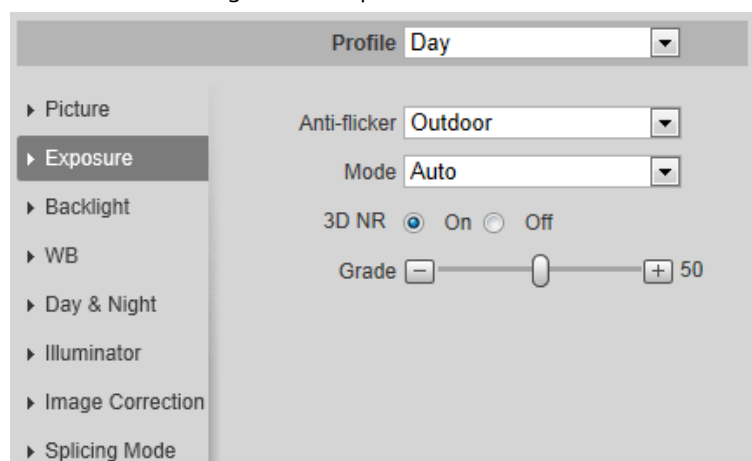 Profile Day
Picture
Anti-flicker Outdoor
Exposure
Mode Auto
Backlight
3D NR On Off
WB
Grade 50
Day & Night
Illuminator
Image Correction
Splicing Mode